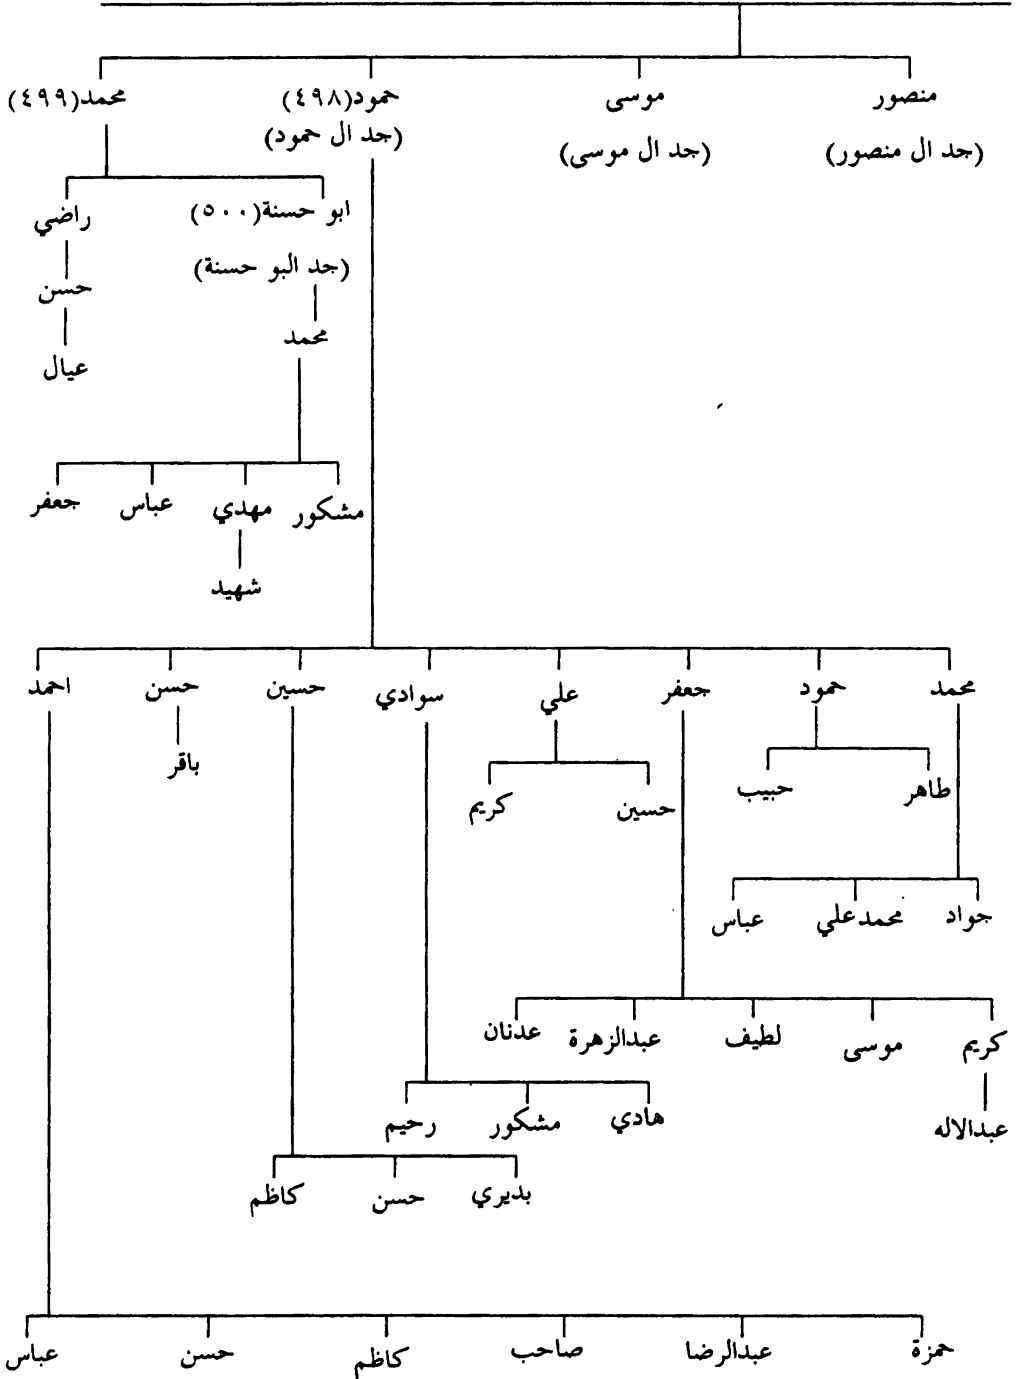 منصور موسى حمود(٤٩٨) محمد(٤٩٩)
(جد ال منصور) (جد ال موسى) (جد ال حمود)
ابو حسنة(٥٠٠) راضي
(جد البو حسنة) حسن
محمد عيال
مشكور مهدي عباس جعفر
شهيد
محمد حمود جعفر علي سوادي حسين حسن احمد
باقر
طاهر حبيب حسين كريم
جواد محمدعلي عباس
كريم موسى لطيف عبدالزهرة عدنان
عبدالاله هادي مشكور رحيم
بديري حسن كاظم
حمزة عبدالرضا صاحب كاظم حسن عباس